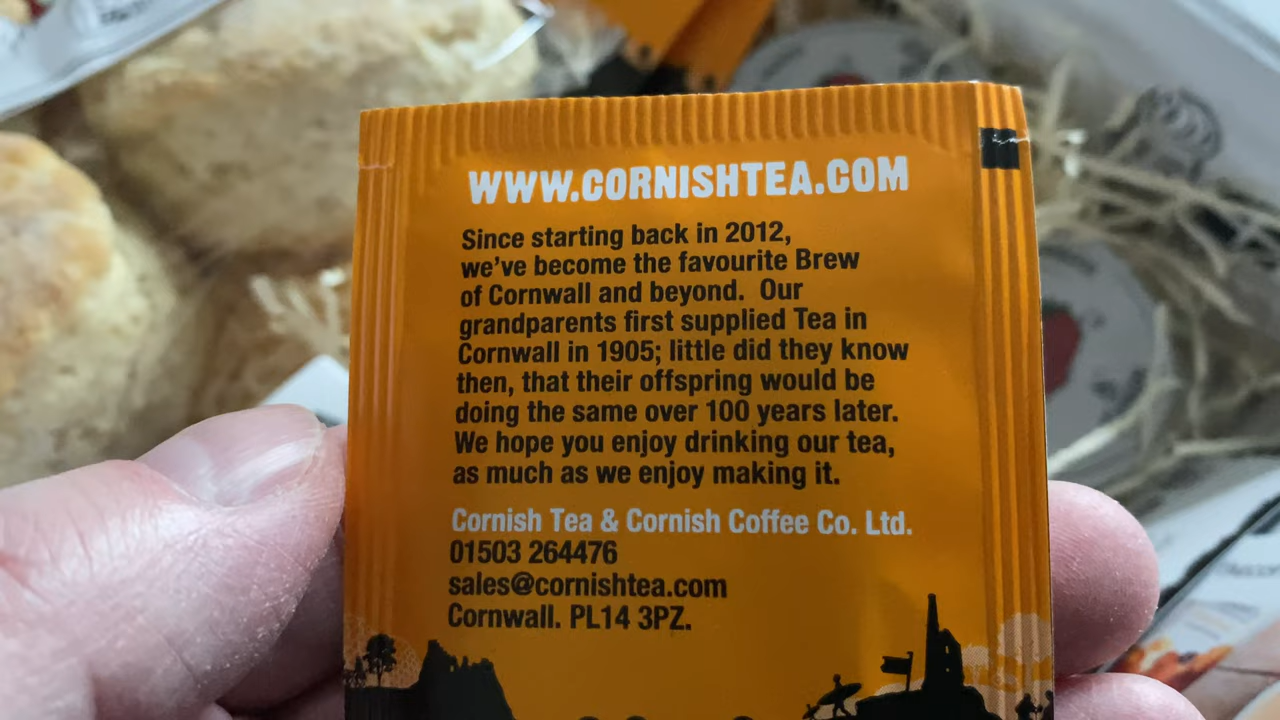 WWW.CORNISHTEA.COM
Since starting back in 2012,
we've become the favourite Brew
of Cornwall and beyond. Our
grandparents first supplied Tea in
Cornwall in 1905; little did they know
then, that their offspring would be
doing the same over 100 years later.
We hope you enjoy drinking our tea,
as much as we enjoy making it.
Cornish Tea & Cornish Coffee Co. Ltd.
01503 264476
sales@cornishtea.com
Cornwall. PL14 3PZ.